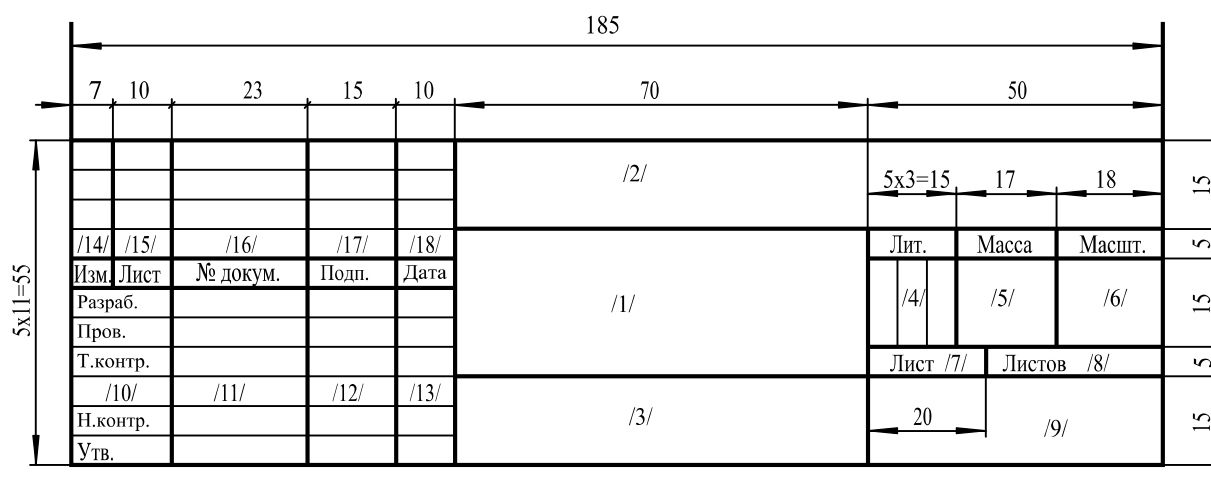 185
7 10 23 15 10 70 50
/2/
5x3=15 17 18
15
/14/ /15/ /16/ /17/ /18/ Лит. Масса Масшт. 5
Изм. Лист № докум. Подп. Дата
5x11=55
Разраб.
/1/ /4/ /5/ /6/ 15
Пров.
Т.контр. Лист /7/ Листов /8/ 5
/10/ /11/ /12/ /13/
Н.контр. /3/ 20 /9/ 15
Утв.